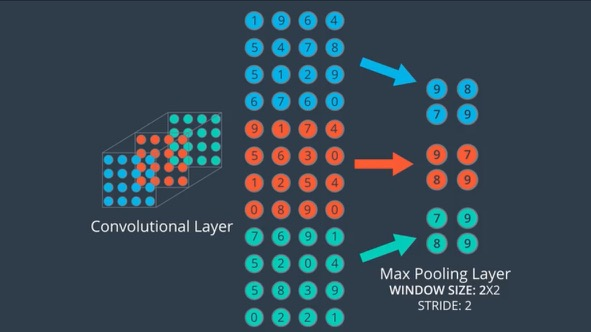 1 9 6 4
5 4 7 8
5 1 2 9
6 7 6 0
9 1 7 4
5 6 3 0
1 2 5 4
0 8 9 0
7 6 9 1
5 2 0 4
5 8 3 9
0 2 2 1
Convolutional Layer
9 8
7 9
9 7
8 9
7 9
8 9
Max Pooling Layer
WINDOW SIZE: 2X2
STRIDE: 2